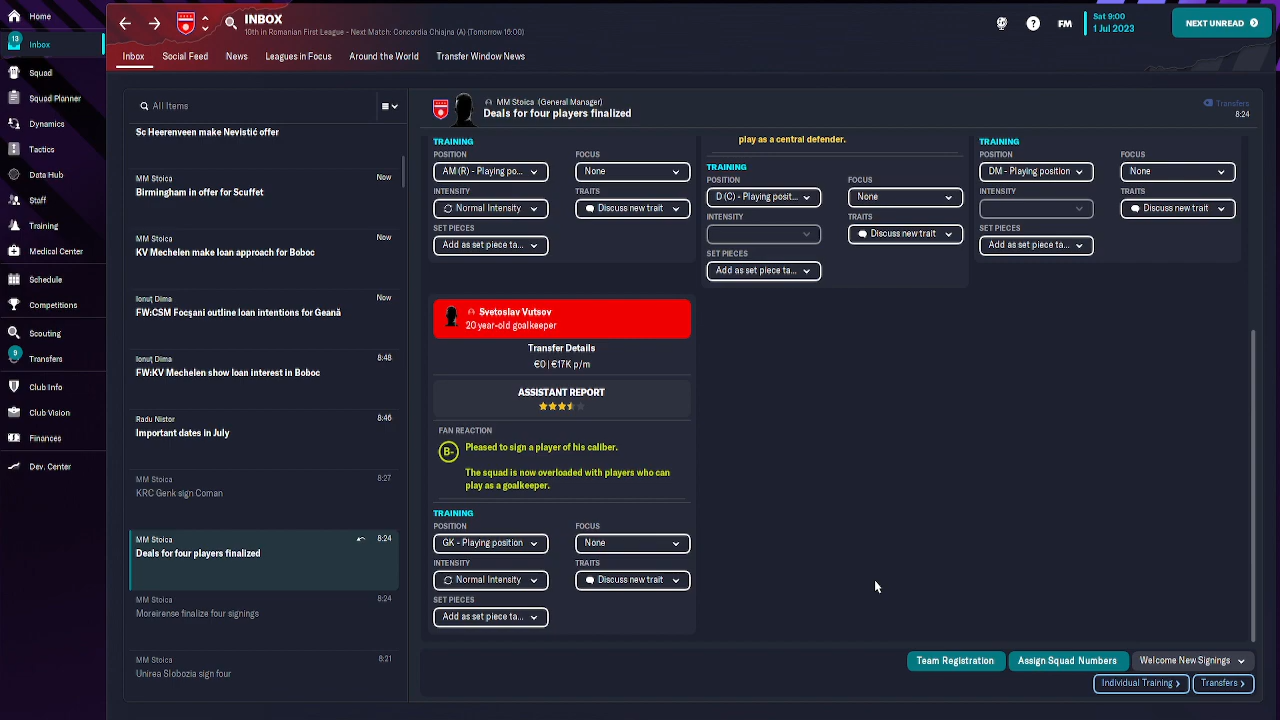 Home
13
Inbox
Squad
Squad Planner
Dynamics
Tactics
Data Hub
Staff
Training
Medical Center
Schedule
Competitions
Scouting
9
Transfers
Club Info
Club Vision
Finances
Dev. Center
INBOX
10th in Romanian First League - Next Match: Concordia Chiajna (A) (Tomorrow 16:00)
FM
Sat 9:00
1 Jul 2023
NEXT UNREAD
Inbox
Social Feed
News
Leagues in Focus
Around the World
Transfer Window News
All Items
Sc Heerenveen make Nevistić offer
MM Stoica
Now
Birmingham in offer for Scuffet
MM Stoica
Now
KV Mechelen make loan approach for Boboc
Ionuț Dima
Now
FW:CSM Focșani outline loan intentions for Geană
Ionuț Dima
8:48
FW:KV Mechelen show loan interest in Boboc
Radu Nistor
8:46
Important dates in July
MM Stoica
8:27
KRC Genk sign Coman
MM Stoica
8:24
Deals for four players finalized
MM Stoica
8:24
Moreirense finalize four signings
MM Stoica
8:21
Unirea Slobozia sign four
MM Stoica (General Manager)
Deals for four players finalized
Transfers
8:24
TRAINING
POSITION
FOCUS
AM (R) - Playing po...
None
INTENSITY
TRAITS
Normal Intensity
Discuss new trait
SET PIECES
Add as set piece ta...
play as a central defender.
TRAINING
POSITION
FOCUS
D (C) - Playing posit...
None
INTENSITY
TRAITS
Discuss new trait
SET PIECES
Add as set piece ta...
TRAINING
POSITION
FOCUS
DM - Playing position
None
INTENSITY
TRAITS
Discuss new trait
SET PIECES
Add as set piece ta...
Svetoslav Vutsov
20 year-old goalkeeper
Transfer Details
€0 | €17K p/m
ASSISTANT REPORT
FAN REACTION
B-
Pleased to sign a player of his caliber.
The squad is now overloaded with players who can
play as a goalkeeper.
TRAINING
POSITION
FOCUS
GK - Playing position
None
INTENSITY
TRAITS
Normal Intensity
Discuss new trait
SET PIECES
Add as set piece ta...
Team Registration
Assign Squad Numbers
Welcome New Signings
Individual Training
Transfers